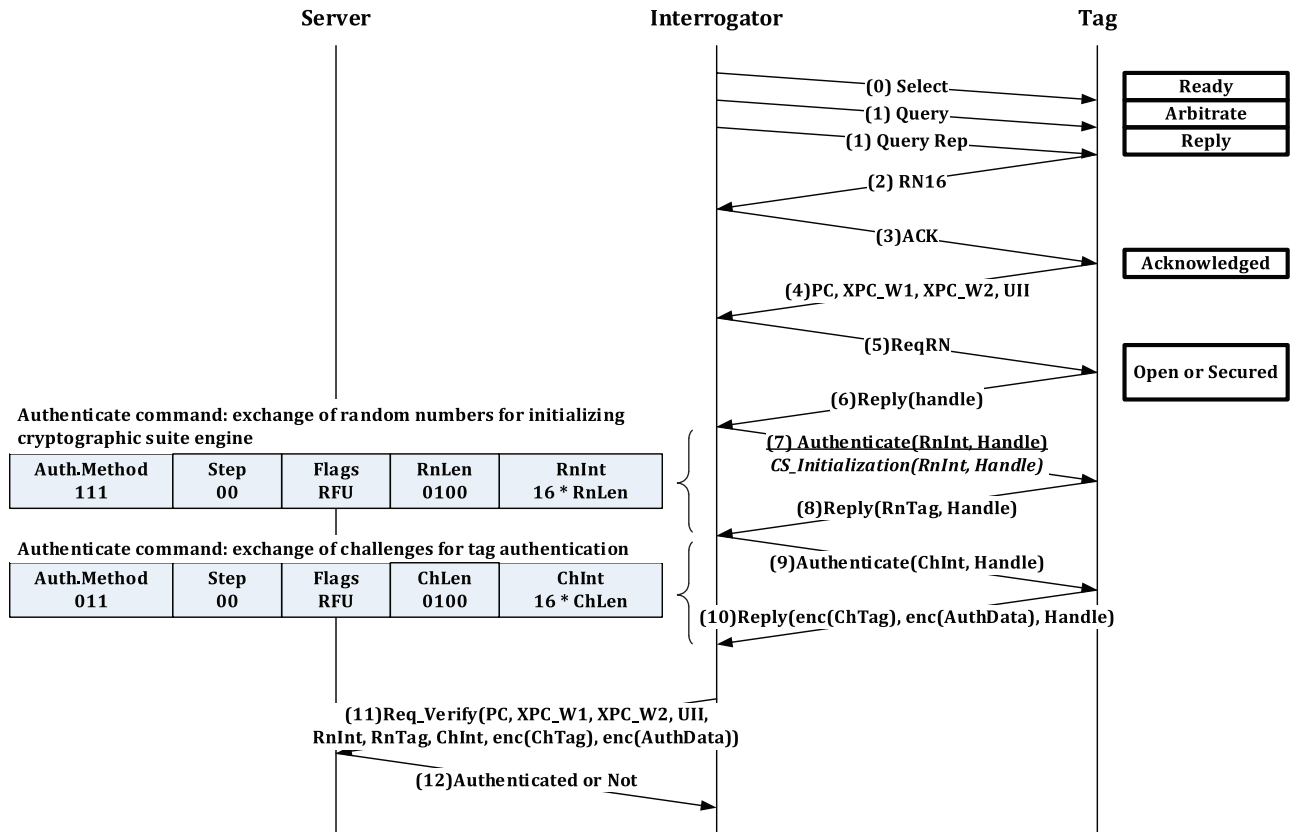 Server
Interrogator
Tag
(0) Select
Ready
(1) Query
Arbitrate
(1) Query Rep
Reply
(2) RN16
(3)ACK
Acknowledged
(4)PC, XPC_W1, XPC_W2, UII
(5)ReqRN
Open or Secured
(6)Reply(handle)
Authenticate command: exchange of random numbers for initializing
cryptographic suite engine
(7) Authenticate(RnInt, Handle)
CS_Initialization(RnInt, Handle)
Auth.Method Step Flags RnLen RnInt
111 00 RFU 0100 16 * RnLen
(8)Reply(RnTag, Handle)
Authenticate command: exchange of challenges for tag authentication
(9)Authenticate(ChInt, Handle)
Auth.Method Step Flags ChLen ChInt
011 00 RFU 0100 16 * ChLen
(10)Reply(enc(ChTag), enc(AuthData), Handle)
(11)Req_Verify(PC, XPC_W1, XPC_W2, UII,
RnInt, RnTag, ChInt, enc(ChTag), enc(AuthData))
(12)Authenticated or Not